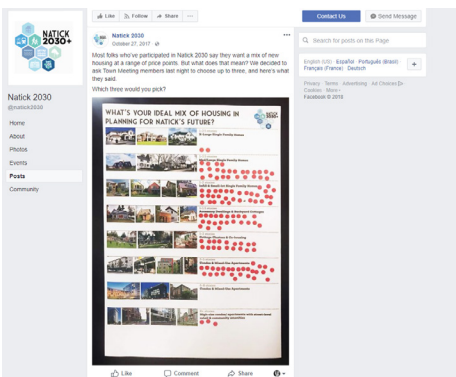 Like Follow Share
Contact Us
Send Message
NATICK
2030+
Natick 2030
October 27, 2017
Search for posts on this Page
Most folks who've participated in Natick 2030 say they want a mix of new
housing at a range of price points. But what does that mean? We decided to
ask Town Meeting members last night to choose up to three, and here's what
they said.
Which three would you pick?
English (US) · Español · Português (Brasil) ·
Français (France) · Deutsch
Privacy · Terms · Advertising · Ad Choices
Cookies · More
Facebook © 2018
Natick 2030
@natick2030
Home
About
Photos
Events
Posts
Community
WHAT'S YOUR IDEAL MIX OF HOUSING IN
PLANNING FOR NATICK'S FUTURE?
NATICK
2030+
Like Comment Share